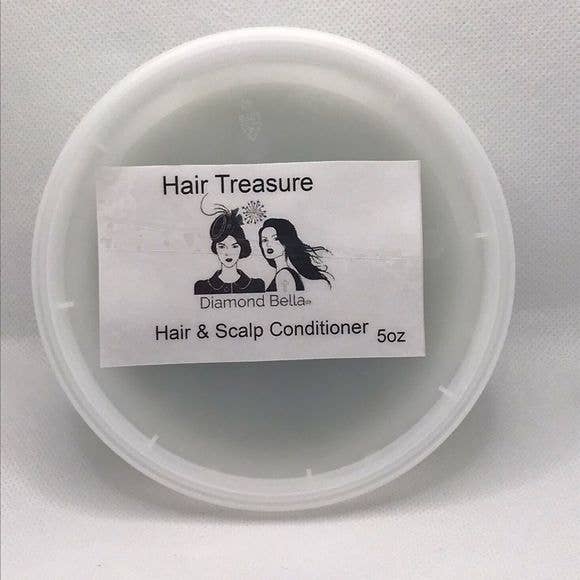 Hair Treasure
Diamond Bella
Hair & Scalp Conditioner 5oz